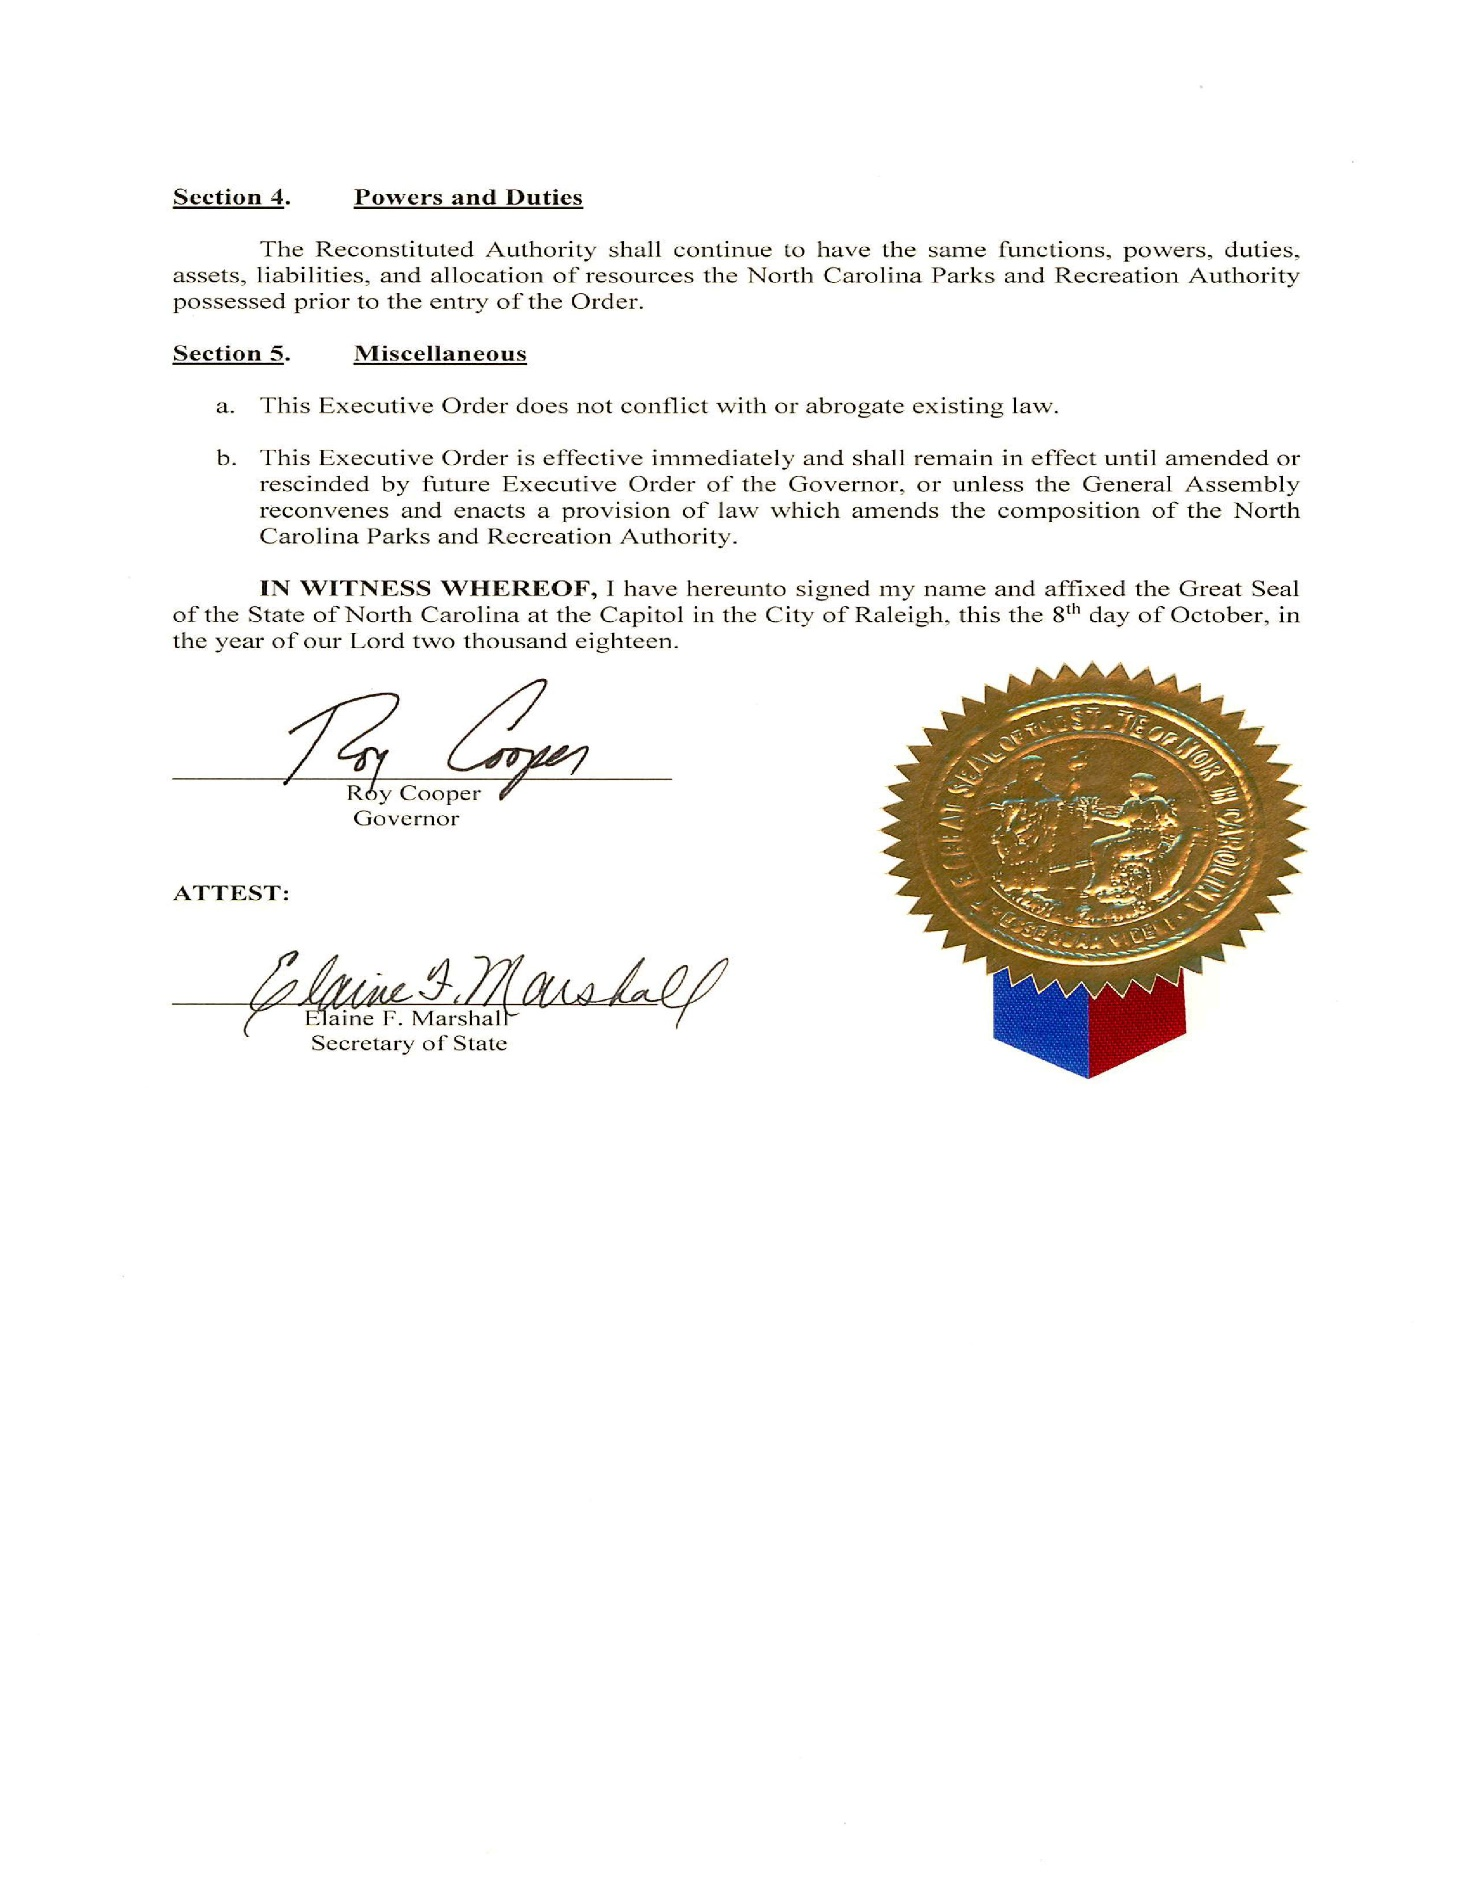 Section 4. Powers and Duties
The Reconstituted Authority shall continue to have the same functions, powers, duties,
assets, liabilities, and allocation of resources the North Carolina Parks and Recreation Authority
possessed prior to the entry of the Order.
Section 5. Miscellaneous
a. This Executive Order does not conflict with or abrogate existing law.
b. This Executive Order is effective immediately and shall remain in effect until amended or
rescinded by future Executive Order of the Governor, or unless the General Assembly
reconvenes and enacts a provision of law which amends the composition of the North
Carolina Parks and Recreation Authority.
IN WITNESS WHEREOF, I have hereunto signed my name and affixed the Great Seal
of the State of North Carolina at the Capitol in the City of Raleigh, this the 8th day of October, in
the year of our Lord two thousand eighteen.
Roy Cooper
Roy Cooper
Governor
ATTEST:
Elaine F. Marshall
Elaine F. Marshall
Secretary of State
GREAT SEAL OF THE STATE OF NORTH CAROLINA